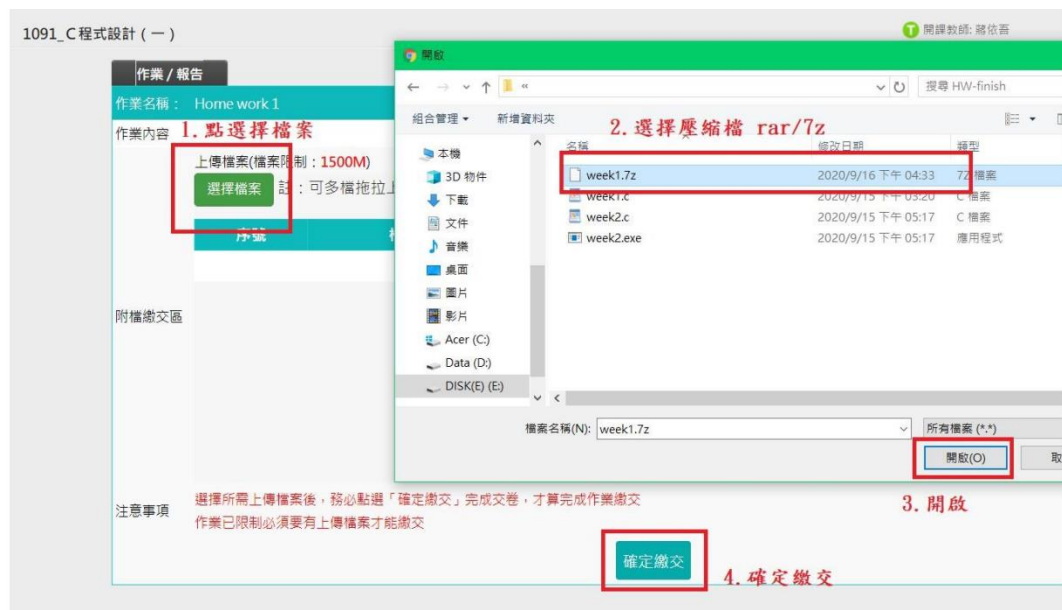 1091_C程式設計 ( 一 )
開課教師: 蔣依吾
作業 / 報告
作業名稱： Home work 1
作業內容
1. 點選擇檔案
上傳檔案(檔案限制：1500M)
選擇檔案 註：可多檔拖拉上
序號
附檔繳交區
開啟
搜尋 HW-finish
組合管理 新增資料夾
2. 選擇壓縮檔 rar/7z
名稱 修改日期 類型
week1.7z 2020/9/16 下午 04:33 7Z 檔案
week1.c 2020/9/15 下午 03:20 C 檔案
week2.c 2020/9/15 下午 05:17 C 檔案
week2.exe 2020/9/15 下午 05:17 應用程式
本機
3D 物件
下載
文件
音樂
桌面
圖片
影片
Acer (C:)
Data (D:)
DISK(E) (E:)
檔案名稱(N): week1.7z 所有檔案 (*.*)
開啟(O) 取
3. 開啟
注意事項
選擇所需上傳檔案後，務必點選「確定繳交」完成交卷，才算完成作業繳交
作業已限制必須要有上傳檔案才能繳交
確定繳交
4. 確定繳交